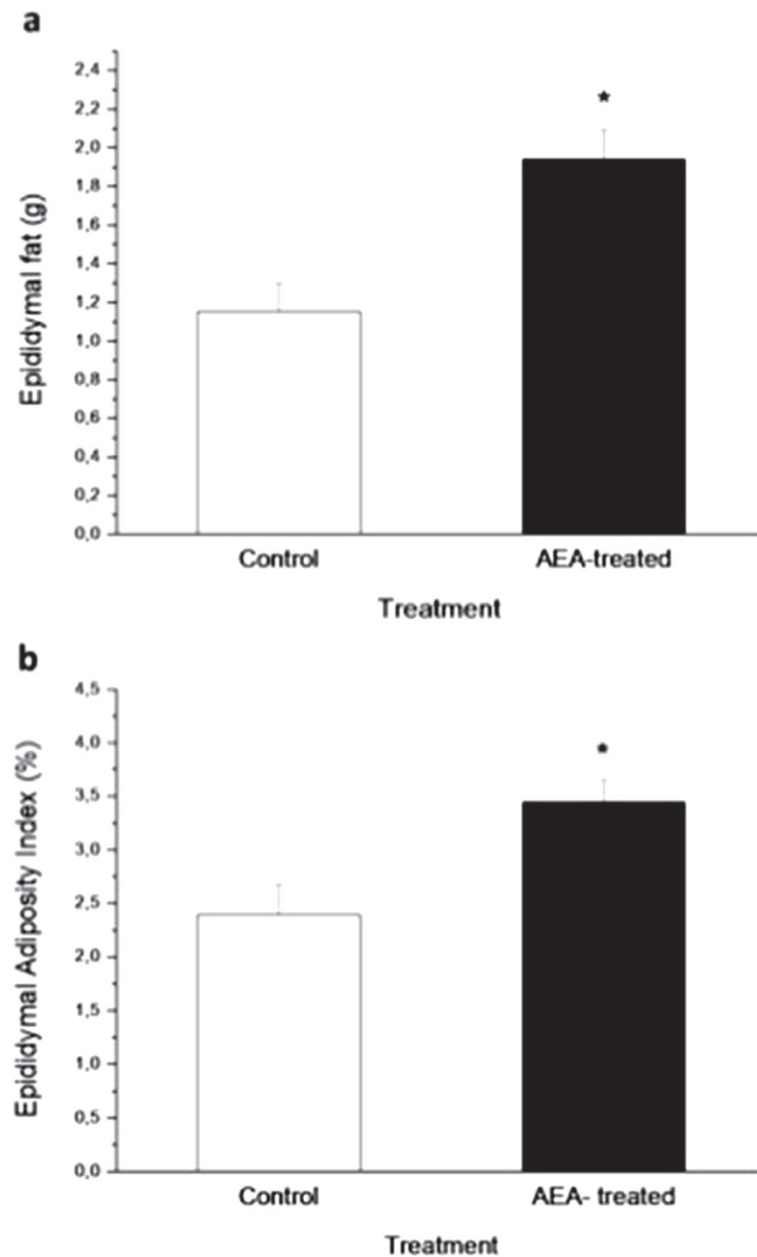 a
Epididymal fat (g)
2,4
2,2
2,0
1,8
1,6
1,4
1,2
1,0
0,8
0,6
0,4
0,2
0,0
*
Control
AEA-treated
Treatment
b
Epididymal Adiposity Index (%)
4,5
4,0
3,5
3,0
2,5
2,0
1,5
1,0
0,5
0,0
*
Control
AEA- treated
Treatment